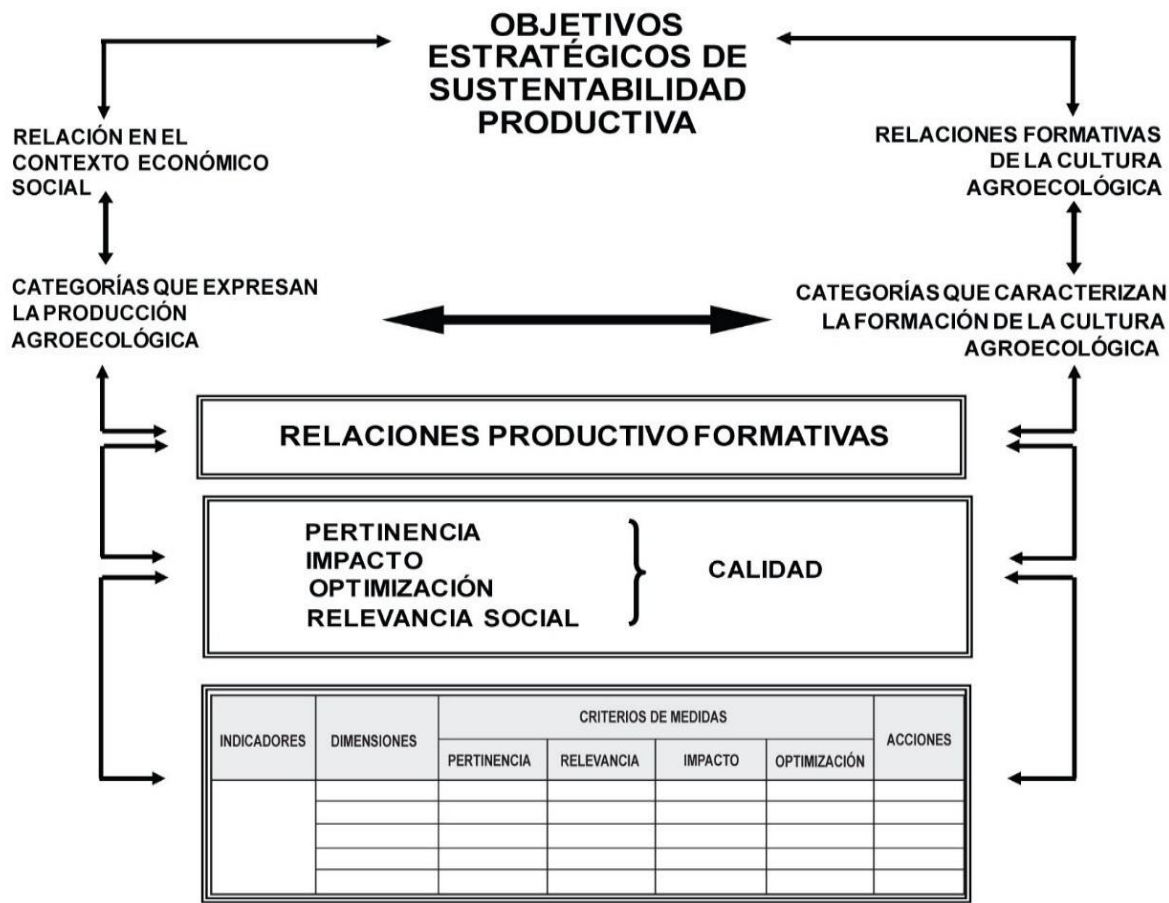 OBJETIVOS
ESTRATÉGICOS DE
SUSTENTABILIDAD
PRODUCTIVA
RELACIÓN EN EL
CONTEXTO ECONÓMICO
SOCIAL
RELACIONES FORMATIVAS
DE LA CULTURA
AGROECOLÓGICA
CATEGORÍAS QUE EXPRESAN
LA PRODUCCIÓN
AGROECOLÓGICA
CATEGORÍAS QUE CARACTERIZAN
LA FORMACIÓN DE LA CULTURA
AGROECOLÓGICA
RELACIONES PRODUCTIVO FORMATIVAS
PERTINENCIA
IMPACTO
OPTIMIZACIÓN
RELEVANCIA SOCIAL
CALIDAD
INDICADORES
DIMENSIONES
CRITERIOS DE MEDIDAS
PERTINENCIA
RELEVANCIA
IMPACTO
OPTIMIZACIÓN
ACCIONES